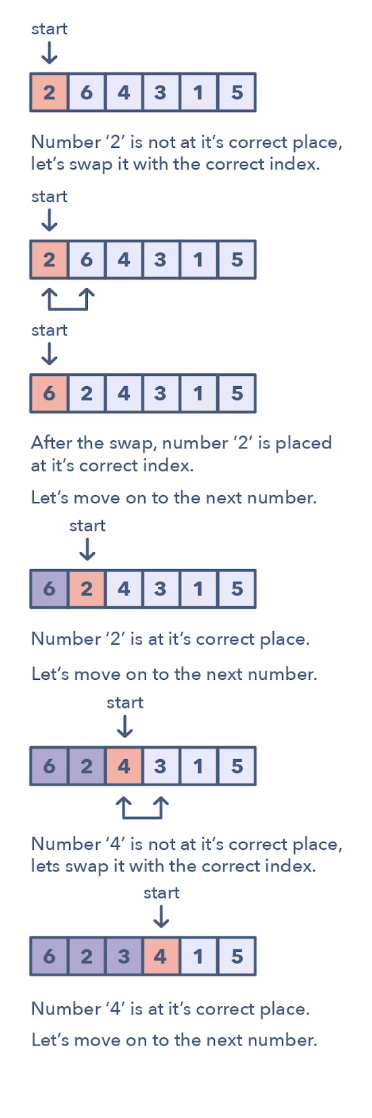 start
2 6 4 3 1 5
Number ‘2’ is not at it‘s correct place,
let‘s swap it with the correct index.
start
2 6 4 3 1 5
start
6 2 4 3 1 5
After the swap, number ‘2’ is placed
at it‘s correct index.
Let‘s move on to the next number.
start
6 2 4 3 1 5
Number ‘2’ is at it‘s correct place.
Let‘s move on to the next number.
start
6 2 4 3 1 5
Number ‘4’ is not at it‘s correct place,
lets swap it with the correct index.
start
6 2 3 4 1 5
Number ‘4’ is at it‘s correct place.
Let‘s move on to the next number.